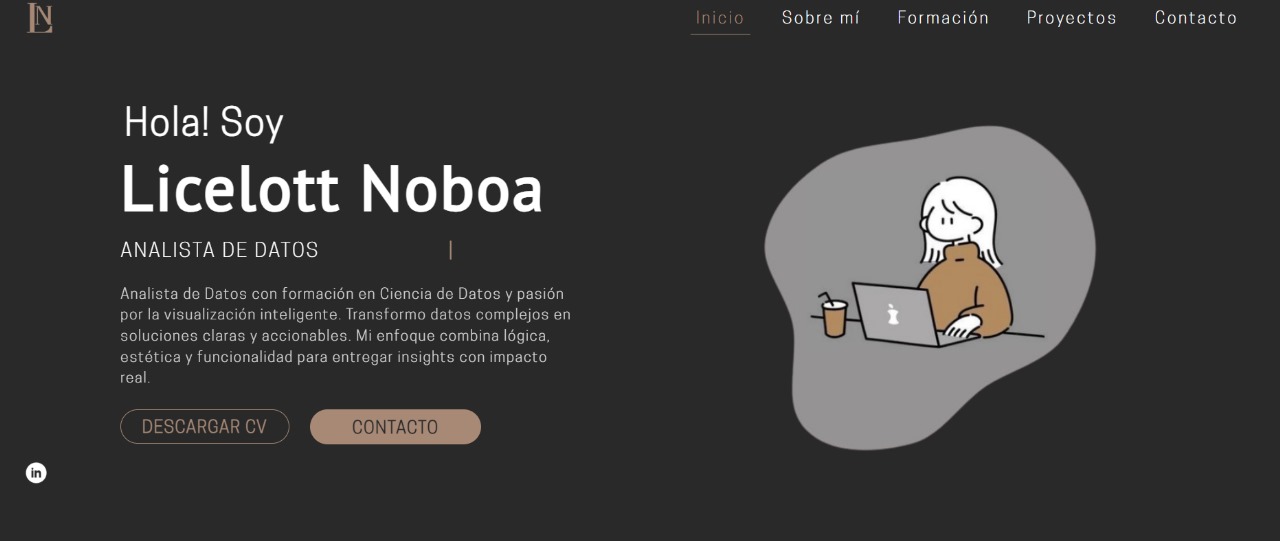 LN
Inicio Sobre mí Formación Proyectos Contacto
Hola! Soy
Licelott Noboa
ANALISTA DE DATOS |
Analista de Datos con formación en Ciencia de Datos y pasión
por la visualización inteligente. Transformo datos complejos en
soluciones claras y accionables. Mi enfoque combina lógica,
estética y funcionalidad para entregar insights con impacto
real.
DESCARGAR CV CONTACTO
in